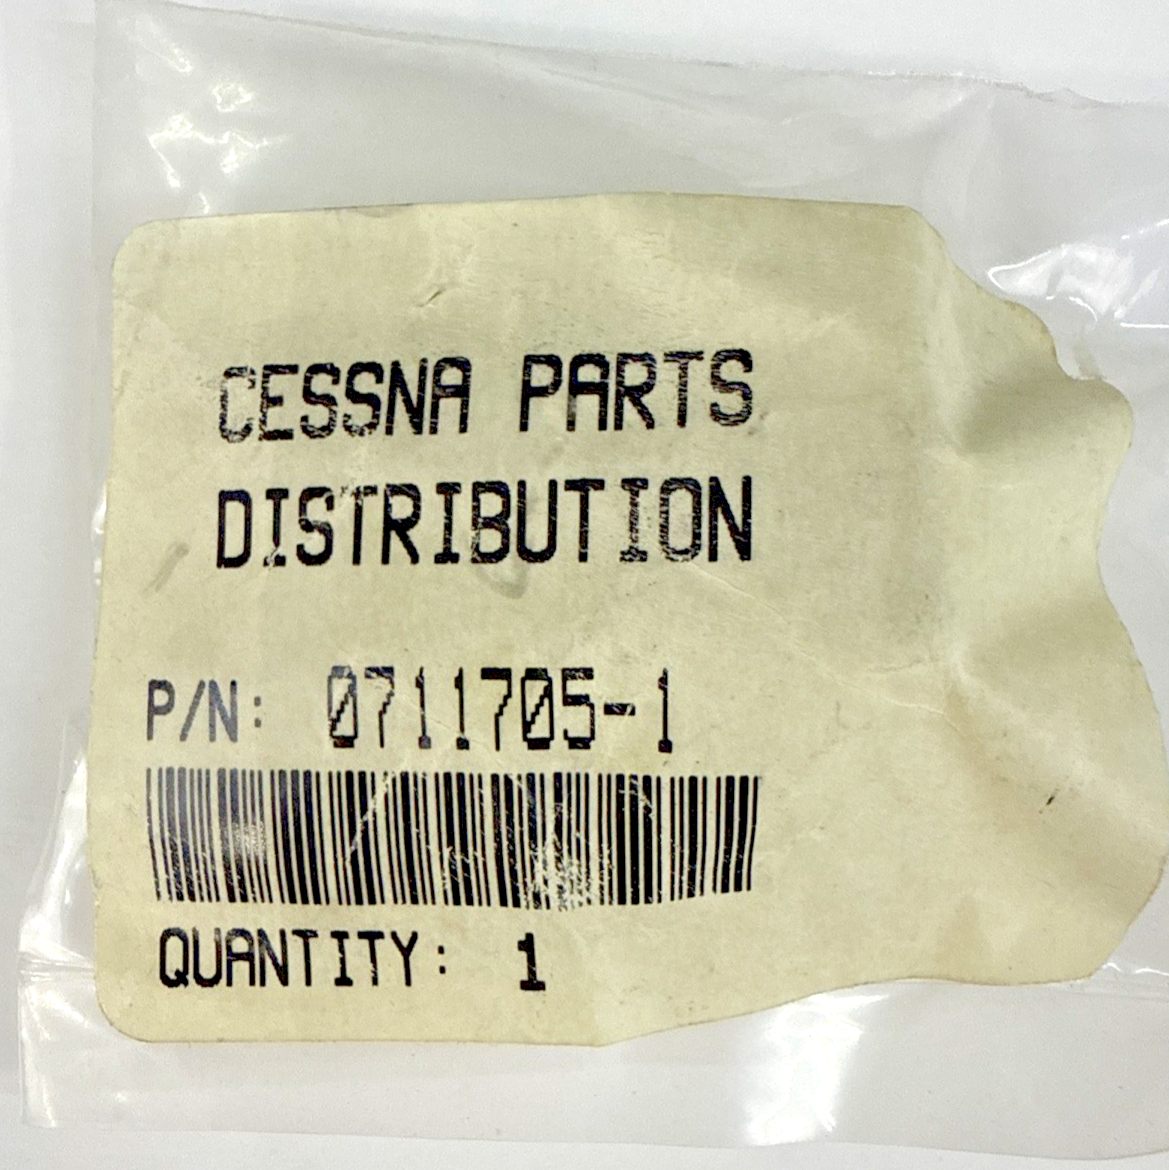 CESSNA PARTS
DISTRIBUTION
P/N: 0711705-1
QUANTITY: 1